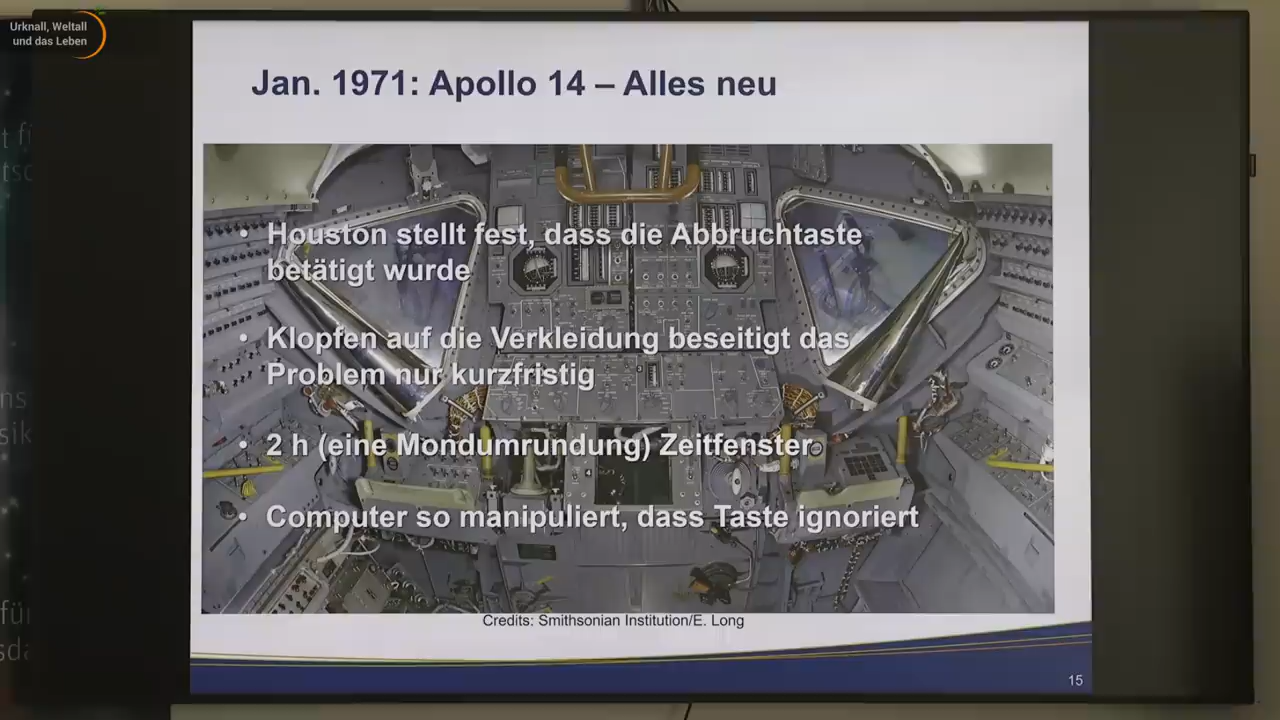 Urknall, Weltall
und das Leben
Jan. 1971: Apollo 14 – Alles neu
• Houston stellt fest, dass die Abbruchtaste
betätigt wurde
• Klopfen auf die Verkleidung beseitigt das
Problem nur kurzfristig
• 2 h (eine Mondumrundung) Zeitfenster
• Computer so manipuliert, dass Taste ignoriert
Credits: Smithsonian Institution/E. Long
15